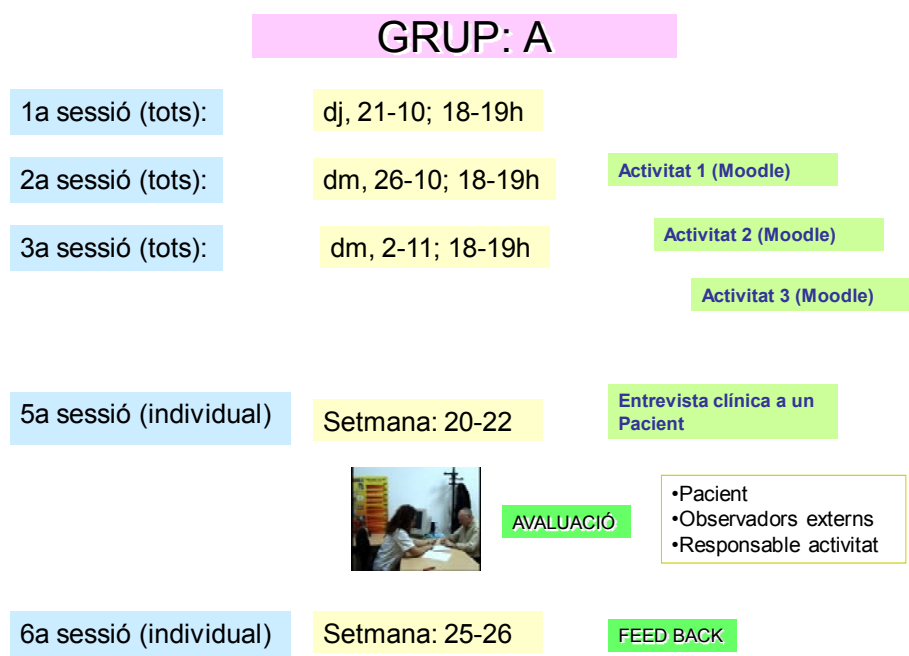 GRUP: A
1a sessió (tots):
dj, 21-10; 18-19h
2a sessió (tots):
dm, 26-10; 18-19h
Activitat 1 (Moodle)
3a sessió (tots):
dm, 2-11; 18-19h
Activitat 2 (Moodle)
Activitat 3 (Moodle)
5a sessió (individual)
Setmana: 20-22
Entrevista clínica a un
Pacient
AVALUACIÓ
•Pacient
•Observadors externs
•Responsable activitat
6a sessió (individual)
Setmana: 25-26
FEED BACK